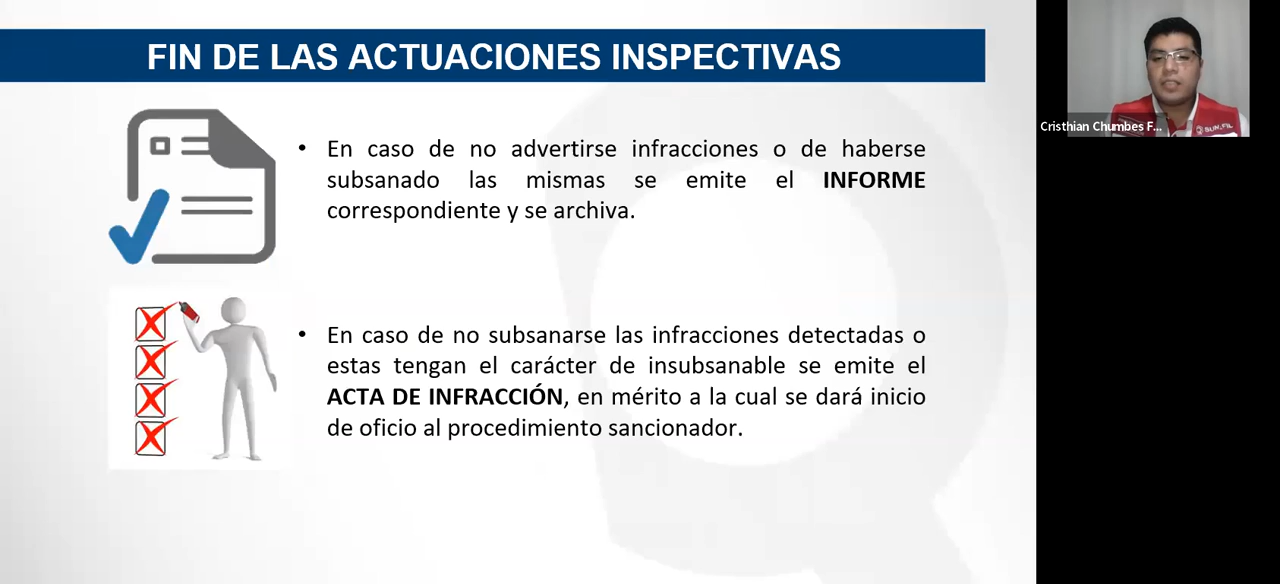 FIN DE LAS ACTUACIONES INSPECTIVAS
• En caso de no advertirse infracciones o de haberse
subsanado las mismas se emite el INFORME
correspondiente y se archiva.
• En caso de no subsanarse las infracciones detectadas o
estas tengan el carácter de insubsanable se emite el
ACTA DE INFRACCIÓN, en mérito a la cual se dará inicio
de oficio al procedimiento sancionador.
Cristhian Chumbes F...
SUNAFIL